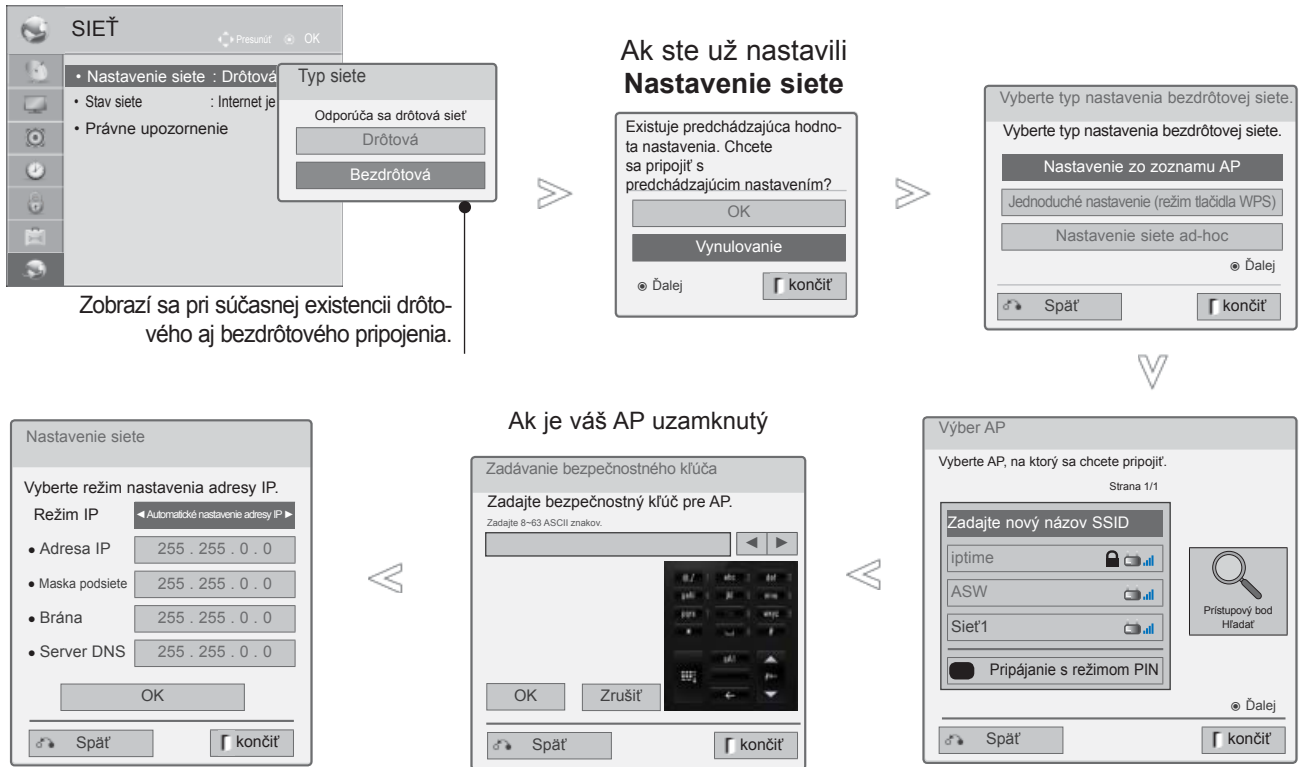 SIEŤ
Presunúť OK
• Nastavenie siete : Drôtová
• Stav siete : Internet je
• Právne upozornenie
Typ siete
Odporúča sa drôtová sieť
Drôtová
Bezdrôtová
Zobrazí sa pri súčasnej existencii drôto-
vého aj bezdrôtového pripojenia.
Ak ste už nastavili
Nastavenie siete
Existuje predchádzajúca hodno-
ta nastavenia. Chcete
sa pripojiť s
predchádzajúcim nastavením?
OK
Vynulovanie
Ďalej
končiť
Vyberte typ nastavenia bezdrôtovej siete.
Vyberte typ nastavenia bezdrôtovej siete.
Nastavenie zo zoznamu AP
Jednoduché nastavenie (režim tlačidla WPS)
Nastavenie siete ad-hoc
Ďalej
Späť
končiť
Výber AP
Vyberte AP, na ktorý sa chcete pripojiť.
Strana 1/1
Zadajte nový názov SSID
iptime
ASW
Sieť1
Pripájanie s režimom PIN
Prístupový bod
Hľadať
Ďalej
Späť
končiť
Ak je váš AP uzamknutý
Zadávanie bezpečnostného kľúča
Zadajte bezpečnostný kľúč pre AP.
Zadajte 8~63 ASCII znakov.
OK
Zrušiť
Späť
končiť
Nastavenie siete
Vyberte režim nastavenia adresy IP.
Režim IP ◄ Automatické nastavenie adresy IP ►
• Adresa IP 255 . 255 . 0 . 0
• Maska podsiete 255 . 255 . 0 . 0
• Brána 255 . 255 . 0 . 0
• Server DNS 255 . 255 . 0 . 0
OK
Späť
končiť